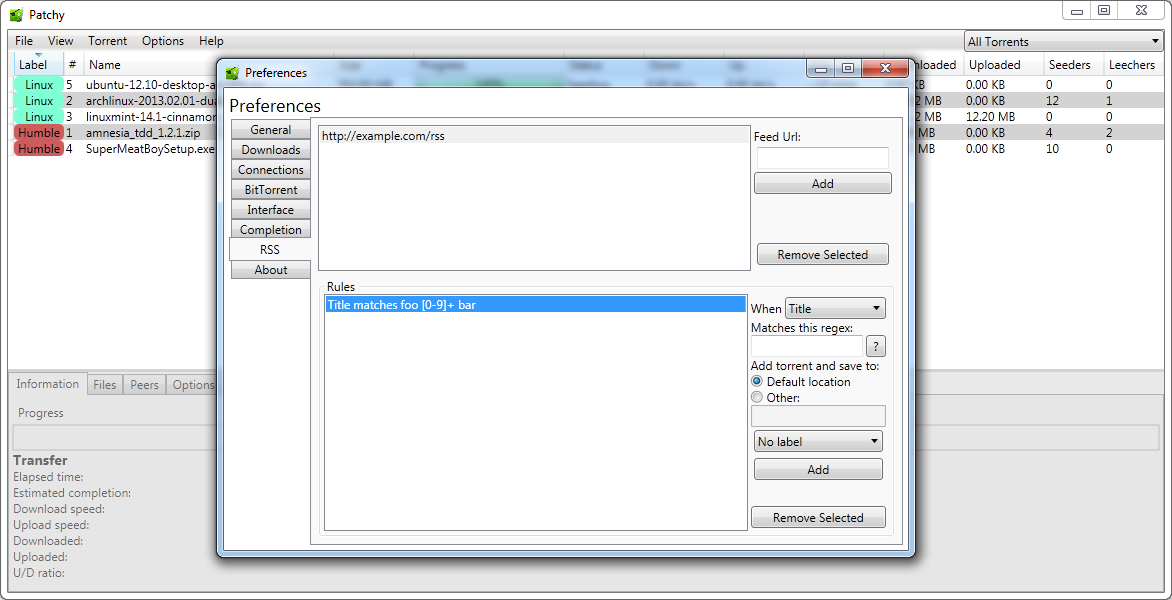 Patchy
File View Torrent Options Help
All Torrents
Label # Name
Uploaded Seeders Leechers
Linux 5 ubuntu-12.10-desktop-a
KB 0.00 KB 0 0
Linux 2 archlinux-2013.02.01-dua
2 MB 0.00 KB 12 1
Linux 3 linuxmint-14.1-cinnamon
2 MB 12.20 MB 0 0
Humble 1 amnesia_tdd_1.2.1.zip
MB 0.00 KB 4 2
Humble 4 SuperMeatBoySetup.exe
MB 0.00 KB 10 0
Preferences
Preferences
General
Downloads
Connections
BitTorrent
Interface
Completion
RSS
About
http://example.com/rss
Feed Url:
Add
Remove Selected
Rules
Title matches foo [0-9]+ bar
When Title
Matches this regex:
?
Add torrent and save to:
Default location
Other:
No label
Add
Remove Selected
Information Files Peers Options
Progress
Transfer
Elapsed time:
Estimated completion:
Download speed:
Upload speed:
Downloaded:
Uploaded:
U/D ratio: